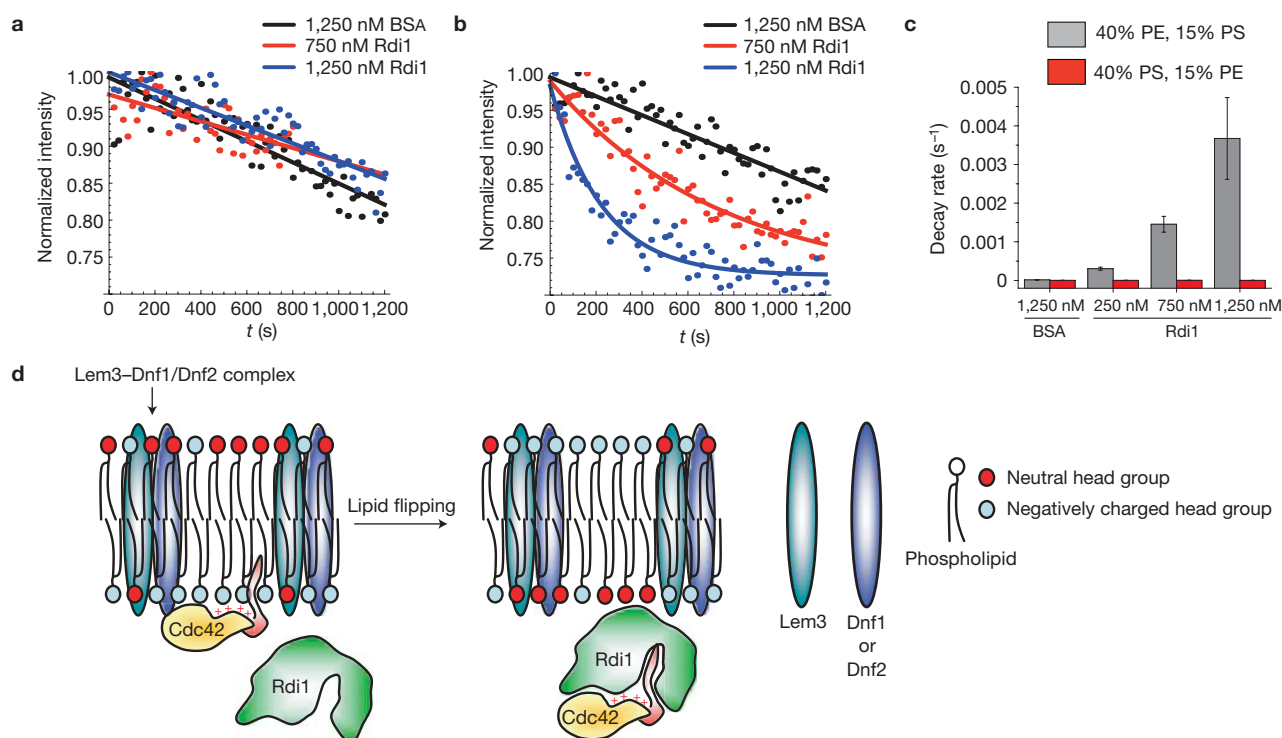 a
1,250 nM BSA
750 nM Rdi1
1,250 nM Rdi1
Normalized intensity
1.00
0.95
0.90
0.85
0.80
0.75
0 200 400 600 800 1,000 1,200
t (s)
b
1,250 nM BSA
750 nM Rdi1
1,250 nM Rdi1
Normalized intensity
1.00
0.95
0.90
0.85
0.80
0.75
0 200 400 600 800 1,000 1,200
t (s)
c
40% PE, 15% PS
40% PS, 15% PE
Decay rate (s⁻¹)
0.005
0.004
0.003
0.002
0.001
0
1,250 nM 250 nM 750 nM 1,250 nM
BSA Rdi1
d
Lem3–Dnf1/Dnf2 complex
Lipid flipping
++++
Cdc42
Rdi1
Rdi1
++++
Cdc42
Lem3
Dnf1
or
Dnf2
Phospholipid
Neutral head group
Negatively charged head group